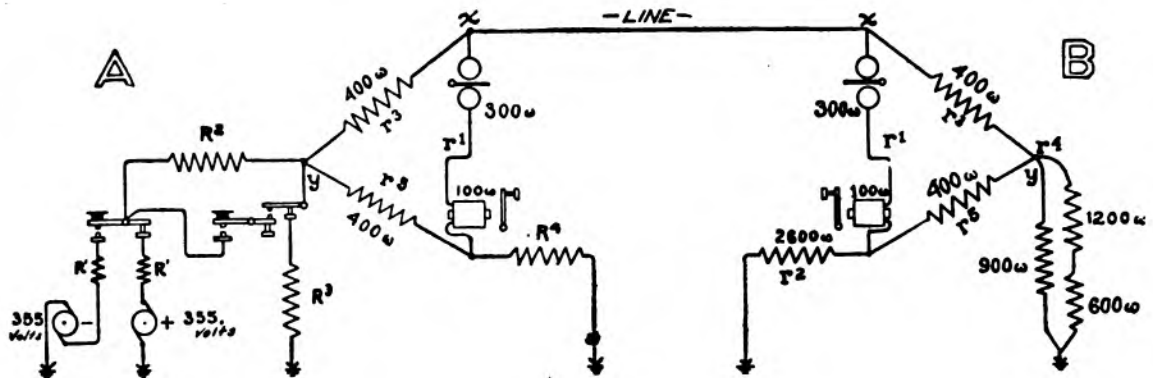 x -LINE- x
A B
400ω 400ω
r³ 300ω 300ω
R² r¹ r¹ r⁴
y r⁵ 400ω y
100ω 100ω r⁵ 1200ω
400ω R⁴ 2600ω
R' R' R³ r² 900ω
600ω
355 volts - + 355. volts